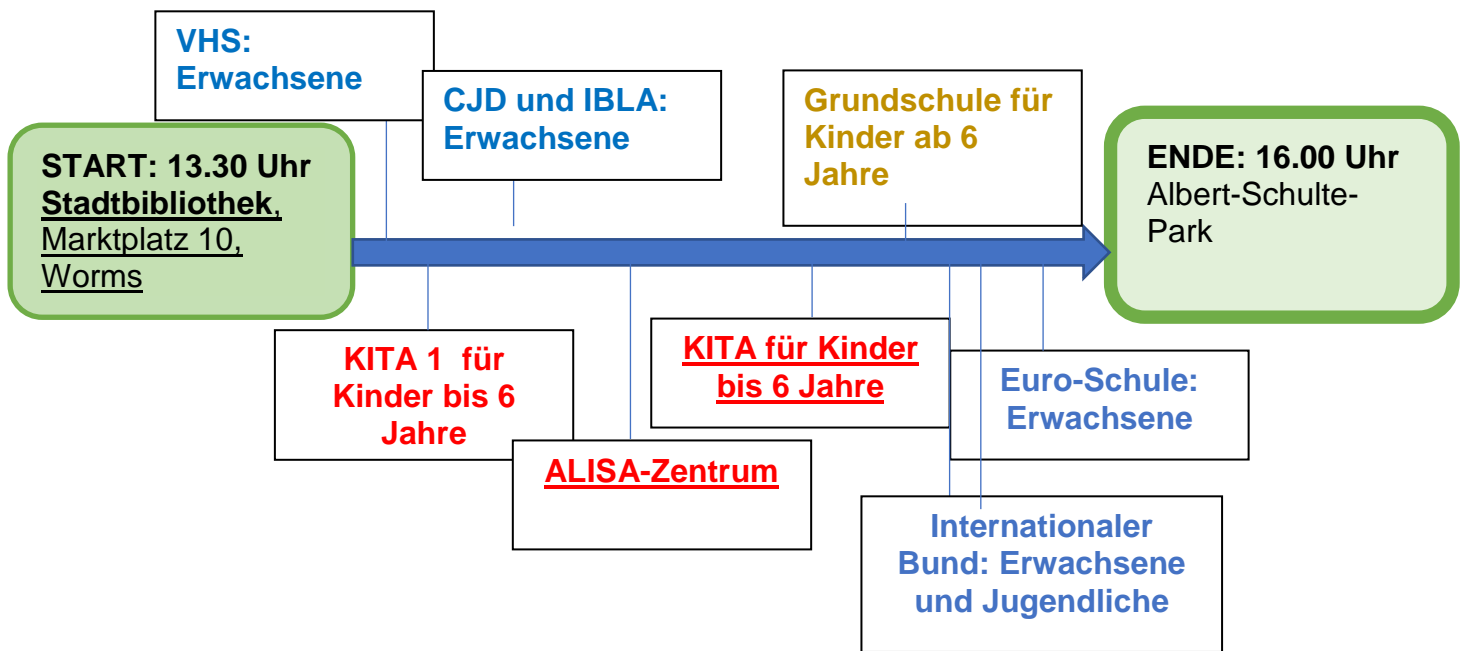 VHS:
Erwachsene
CJD und IBLA:
Erwachsene
Grundschule für
Kinder ab 6
Jahre
START: 13.30 Uhr
Stadtbibliothek,
Marktplatz 10,
Worms
ENDE: 16.00 Uhr
Albert-Schulte-
Park
KITA 1 für
Kinder bis 6
Jahre
ALISA-Zentrum
KITA für Kinder
bis 6 Jahre
Euro-Schule:
Erwachsene
Internationaler
Bund: Erwachsene
und Jugendliche